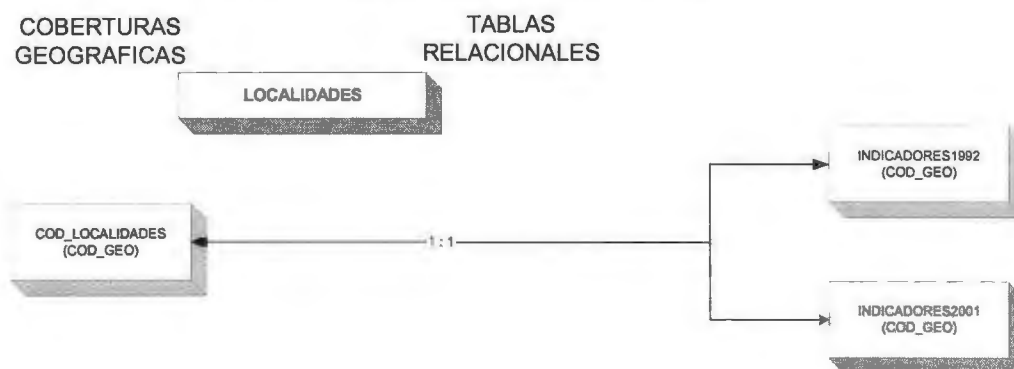 COBERTURAS
GEOGRAFICAS
TABLAS
RELACIONALES
LOCALIDADES
INDICADORES1992
(COD_GEO)
COD_LOCALIDADES
(COD_GEO)
1 : 1
INDICADORES2001
(COD_GEO)